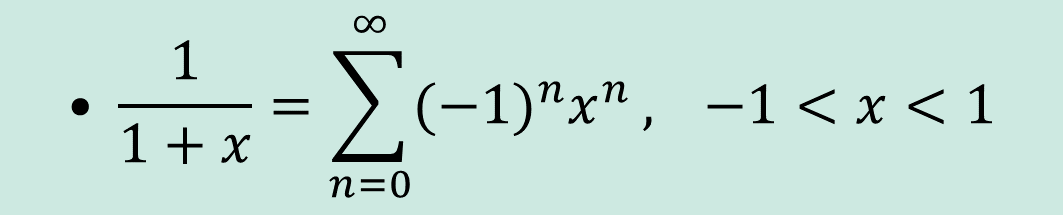 • 1/(1 + x) = ∑_{n=0}^{∞} (−1)^n x^n, −1 < x < 1